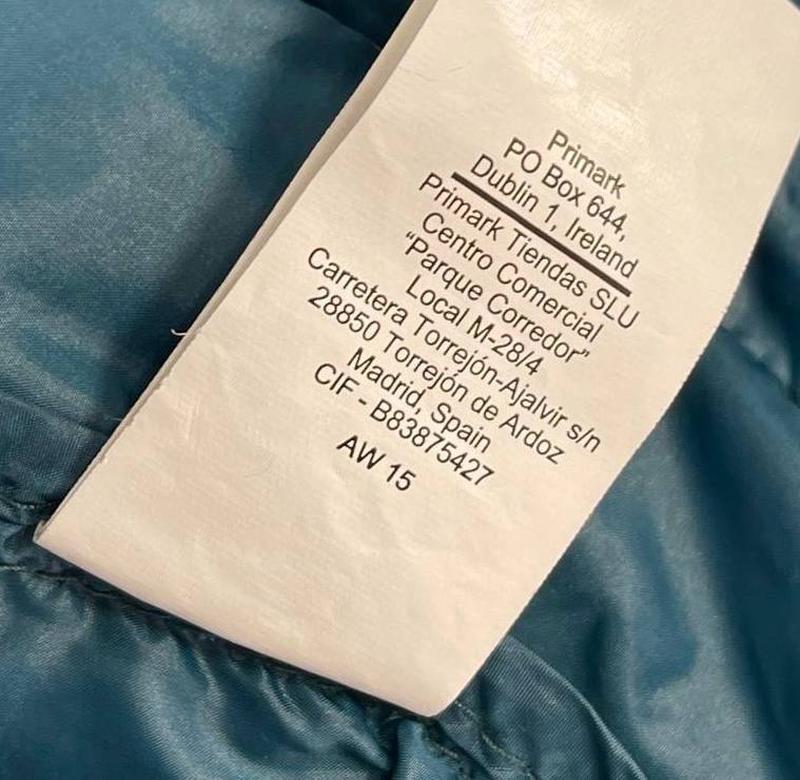 Primark
PO Box 644,
Dublin 1, Ireland
Primark Tiendas SLU
Centro Comercial
“Parque Corredor”
Local M-28/4
Carretera Torrejón-Ajalvir s/n
28850 Torrejón de Ardoz
Madrid, Spain
CIF - B83875427
AW 15